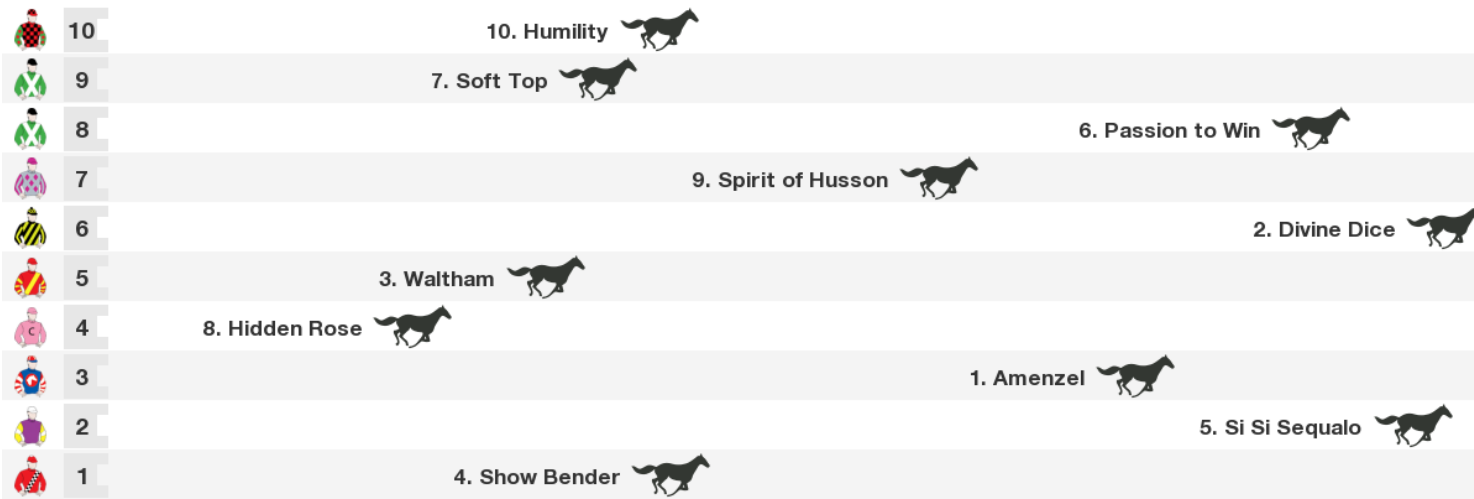 10 10. Humility
9 7. Soft Top
8 6. Passion to Win
7 9. Spirit of Husson
6 2. Divine Dice
5 3. Waltham
4 8. Hidden Rose
C
3 1. Amenzel
2 5. Si Si Sequalo
1 4. Show Bender